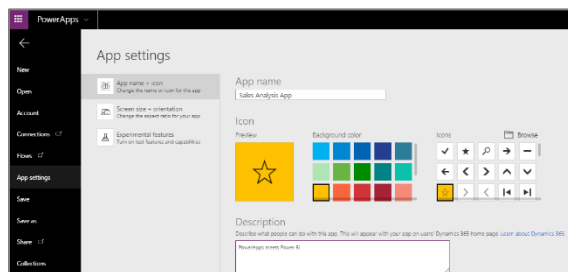 PowerApps
New
Open
Account
Connections
Flows
App settings
Save
Save as
Share
Collections
App settings
App name + icon
Change the name or icon for the app
Screen size + orientation
Change the aspect ratio for your app
Experimental features
Turn on test features and capabilities
App name
Sales Analysis App
Icon
Preview
Background color
Icons
Browse
Description
Describe what people can do with this app. This will appear with your app on users' Dynamics 365 home page. Learn about Dynamics 365
PowerApps meets Power BI